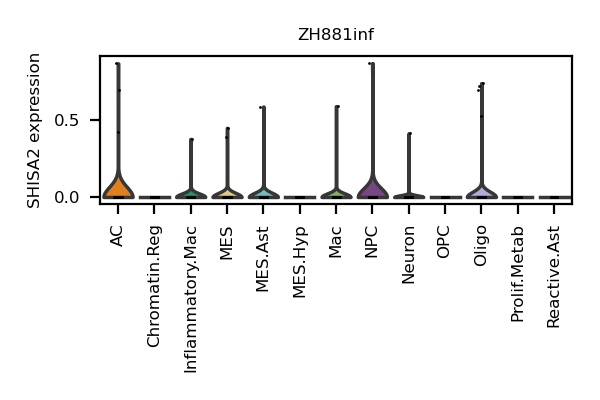 ZH881inf
SHISA2 expression
0.5
0.0
AC
Chromatin.Reg
Inflammatory.Mac
MES
MES.Ast
MES.Hyp
Mac
NPC
Neuron
OPC
Oligo
Prolif.Metab
Reactive.Ast